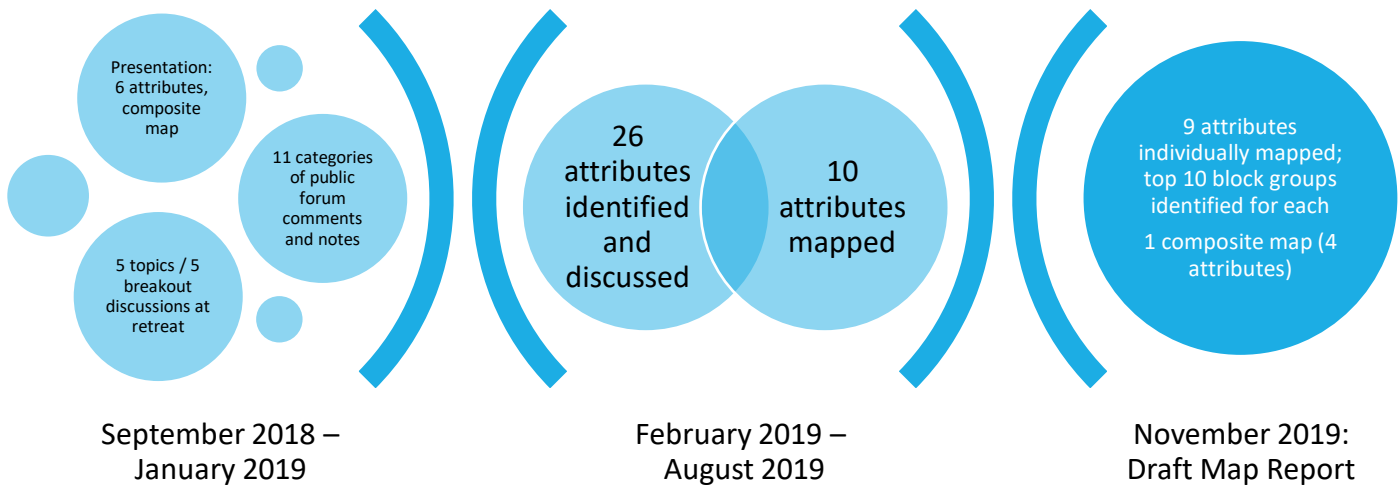 Presentation:
6 attributes,
composite
map
11 categories
of public
forum
comments
and notes
5 topics / 5
breakout
discussions at
retreat
September 2018 –
January 2019
26
attributes
identified
and
discussed
10
attributes
mapped
February 2019 –
August 2019
9 attributes
individually mapped;
top 10 block groups
identified for each
1 composite map (4
attributes)
November 2019:
Draft Map Report